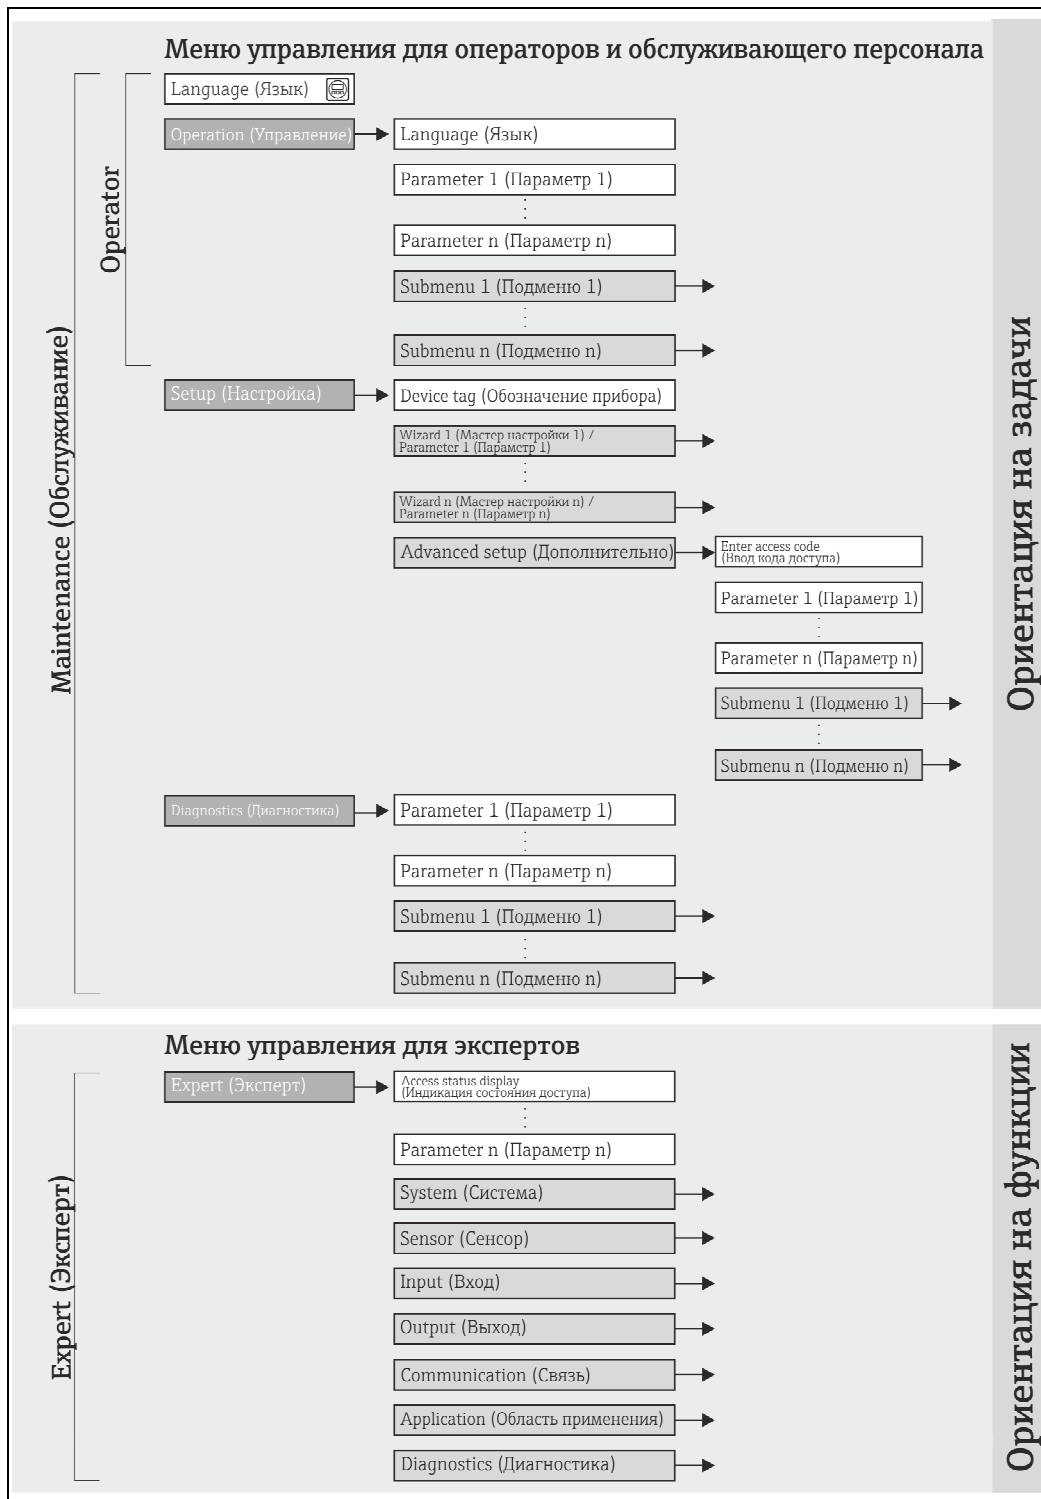 Меню управления для операторов и обслуживающего персонала
Language (Язык)
Operation (Управление)
Language (Язык)
Parameter 1 (Параметр 1)
Parameter n (Параметр n)
Submenu 1 (Подменю 1)
Submenu n (Подменю n)
Operator
Setup (Настройка)
Device tag (Обозначение прибора)
Wizard 1 (Мастер настройки 1) /
Parameter 1 (Параметр 1)
Wizard n (Мастер настройки n) /
Parameter n (Параметр n)
Advanced setup (Дополнительно)
Enter access code
(Ввод кода доступа)
Parameter 1 (Параметр 1)
Parameter n (Параметр n)
Submenu 1 (Подменю 1)
Submenu n (Подменю n)
Maintenance (Обслуживание)
Diagnostics (Диагностика)
Parameter 1 (Параметр 1)
Parameter n (Параметр n)
Submenu 1 (Подменю 1)
Submenu n (Подменю n)
Ориентация на задачи
Меню управления для экспертов
Expert (Эксперт)
Access status display
(Индикация состояния доступа)
Parameter n (Параметр n)
System (Система)
Sensor (Сенсор)
Input (Вход)
Output (Выход)
Communication (Связь)
Application (Область применения)
Diagnostics (Диагностика)
Expert (Эксперт)
Ориентация на функции